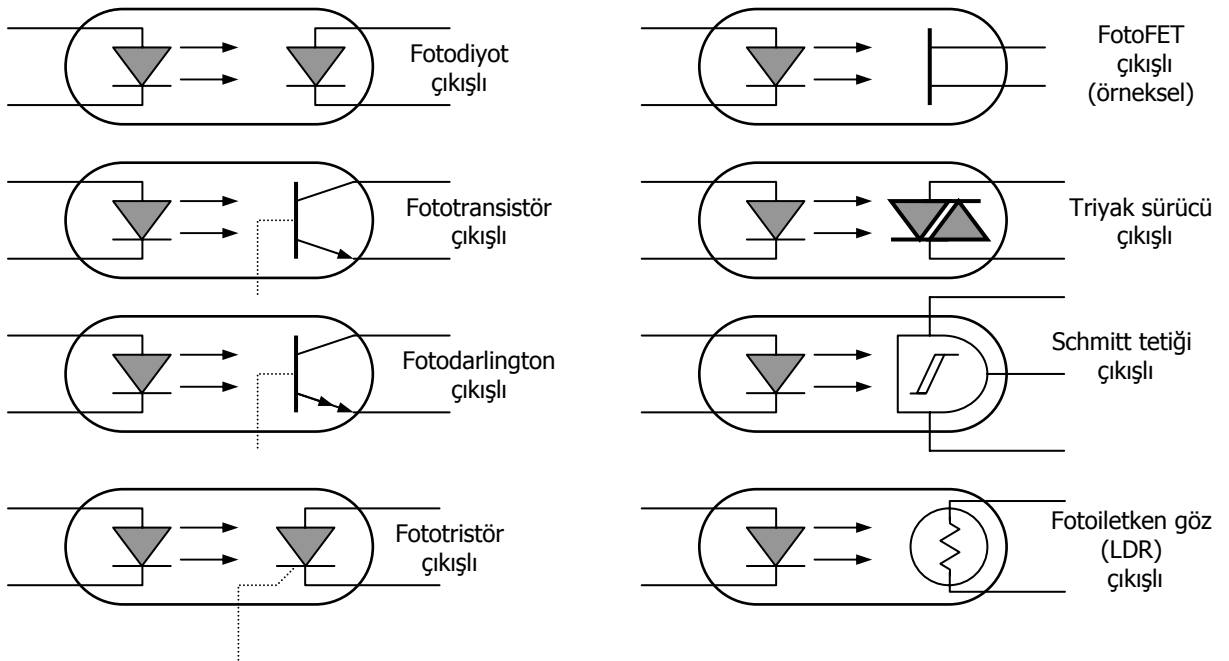 Fotodiyot
çıkışlı
FotoFET
çıkışlı
(örneksel)
Fototransistör
çıkışlı
Triyak sürücü
çıkışlı
Fotodarlington
çıkışlı
Schmitt tetiği
çıkışlı
Fototristör
çıkışlı
Fotoiletken göz
(LDR)
çıkışlı